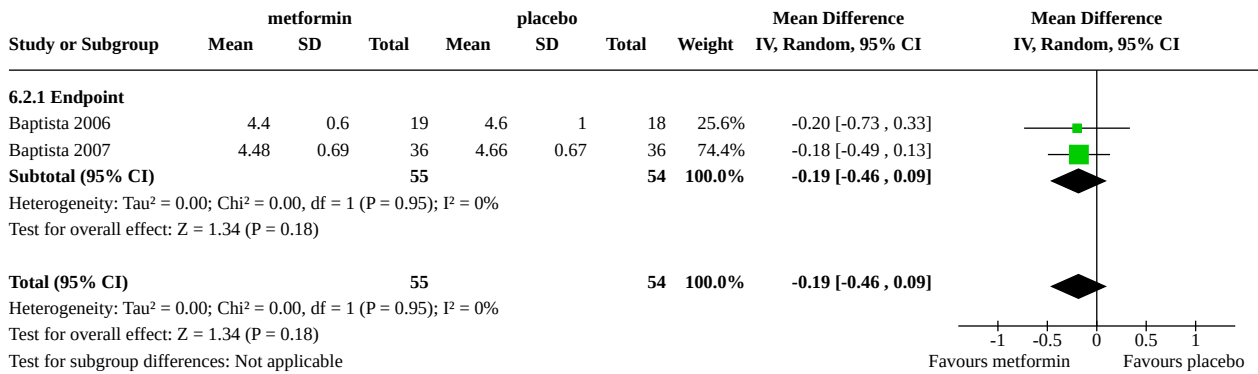 metformin placebo Mean Difference Mean Difference
Study or Subgroup Mean SD Total Mean SD Total Weight IV, Random, 95% CI IV, Random, 95% CI
6.2.1 Endpoint
Baptista 2006 4.4 0.6 19 4.6 1 18 25.6% -0.20 [-0.73 , 0.33]
Baptista 2007 4.48 0.69 36 4.66 0.67 36 74.4% -0.18 [-0.49 , 0.13]
Subtotal (95% CI) 55 54 100.0% -0.19 [-0.46 , 0.09]
Heterogeneity: Tau² = 0.00; Chi² = 0.00, df = 1 (P = 0.95); I² = 0%
Test for overall effect: Z = 1.34 (P = 0.18)
Total (95% CI) 55 54 100.0% -0.19 [-0.46 , 0.09]
Heterogeneity: Tau² = 0.00; Chi² = 0.00, df = 1 (P = 0.95); I² = 0%
Test for overall effect: Z = 1.34 (P = 0.18)
-1 -0.5 0 0.5 1
Test for subgroup differences: Not applicable
Favours metformin Favours placebo